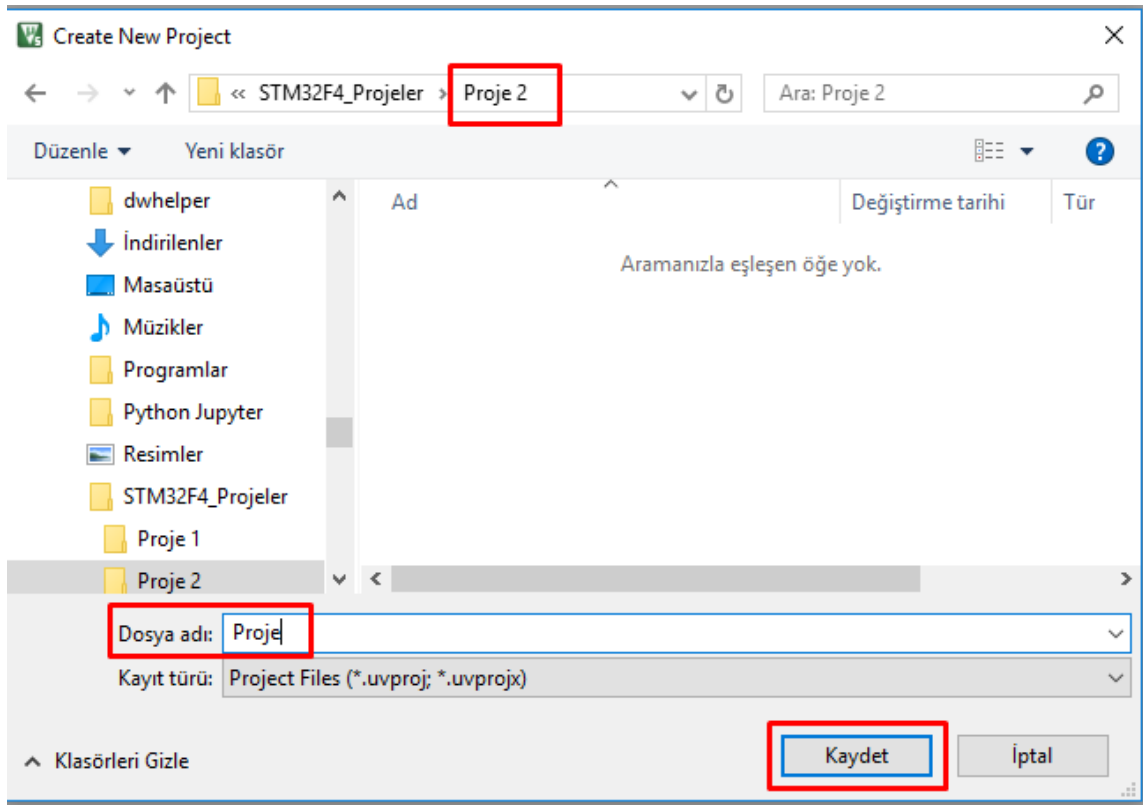 Create New Project
« STM32F4_Projeler › Proje 2
Ara: Proje 2
Düzenle
Yeni klasör
Ad
Değiştirme tarihi
Tür
Aramanızla eşleşen öğe yok.
dwhelper
İndirilenler
Masaüstü
Müzikler
Programlar
Python Jupyter
Resimler
STM32F4_Projeler
Proje 1
Proje 2
Dosya adı: Proje
Kayıt türü: Project Files (*.uvproj; *.uvprojx)
Klasörleri Gizle
Kaydet
İptal